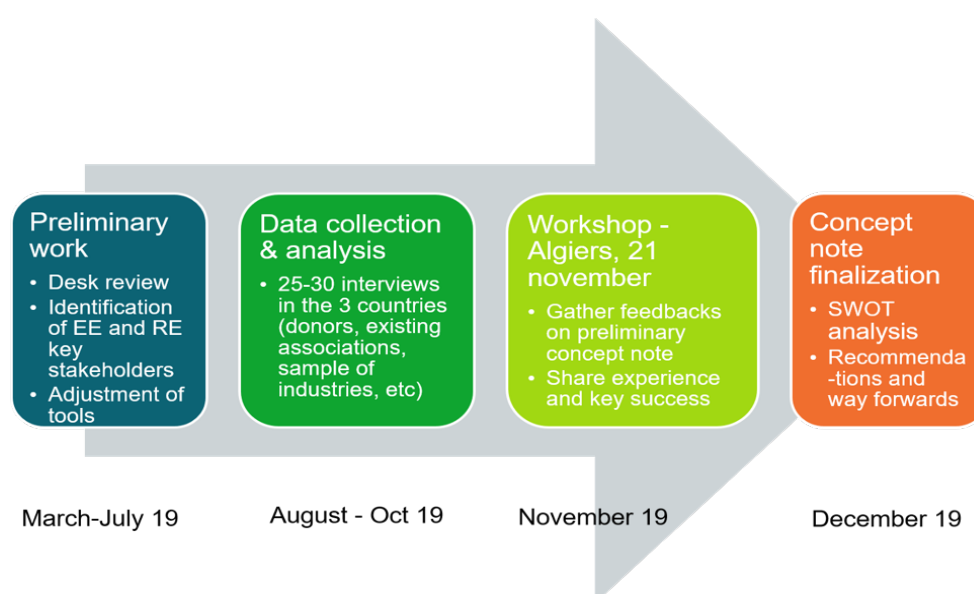 Preliminary
work
• Desk review
• Identification
of EE and RE
key
stakeholders
• Adjustment of
tools
Data collection
& analysis
• 25-30 interviews
in the 3 countries
(donors, existing
associations,
sample of
industries, etc)
Workshop -
Algiers, 21
november
• Gather feedbacks
on preliminary
concept note
• Share experience
and key success
Concept
note
finalization
• SWOT
analysis
• Recommenda
-tions and
way forwards
March-July 19
August - Oct 19
November 19
December 19